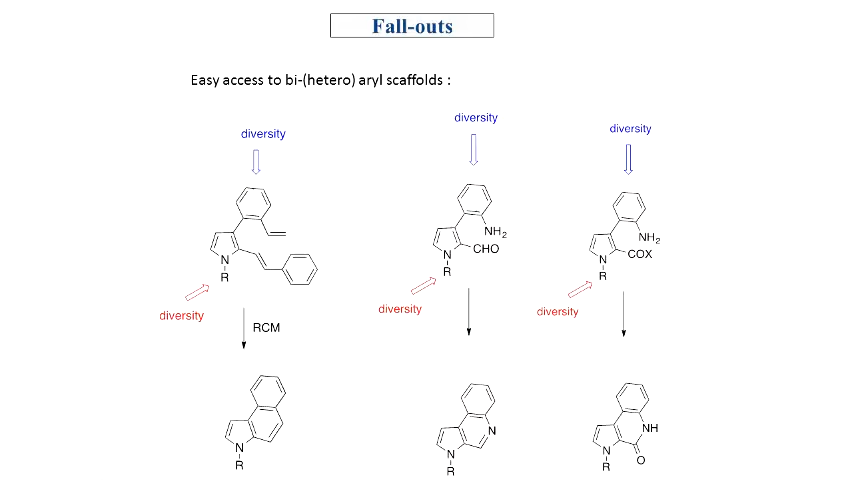 Fall-outs
Easy access to bi-(hetero) aryl scaffolds :
diversity
diversity
diversity
NH2
CHO
N
R
NH2
COX
N
R
N
R
diversity
diversity
diversity
RCM
N
R
N
N
R
NH
O
N
R